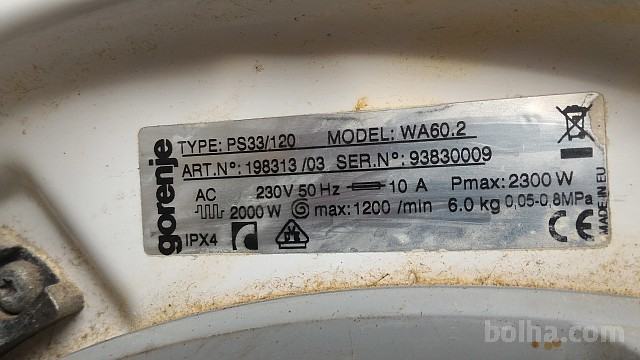 gorenje
TYPE: PS33/120 MODEL: WA60.2
ART.N°: 198313 /03 SER.N°: 93830009
AC 230V 50 Hz 10 A Pmax: 2300 W
2000 W max: 1200 /min 6.0 kg 0,05-0,8MPa
IPX4 CE
MADE IN EU
bolha.com